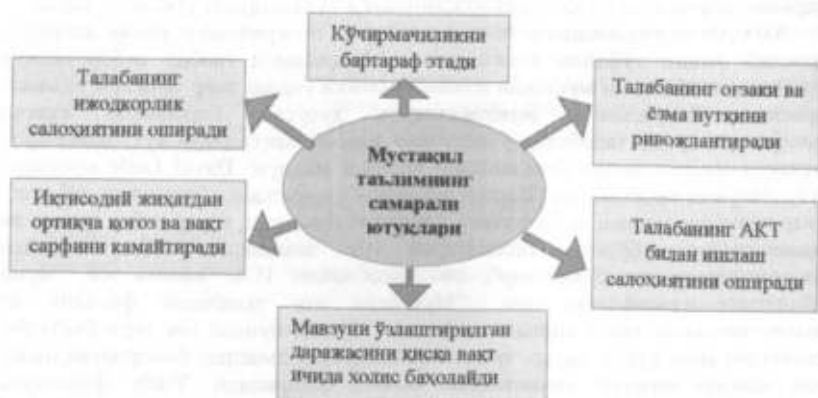 Кўчирмачиликни
бартараф этади
Талабанинг
ижодкорлик
салоҳиятини оширади
Талабанинг оғзаки ва
ёзма нутқини
ривожлантиради
Мустақил
таълимнинг
самарали
ютуқлари
Иқтисодий жиҳатдан
ортиқча қоғоз ва вақт
сарфини камайтиради
Талабанинг АКТ
билан ишлаш
салоҳиятини оширади
Мавзуни ўзлаштирилган
даражасини қисқа вақт
ичида холис баҳолайди